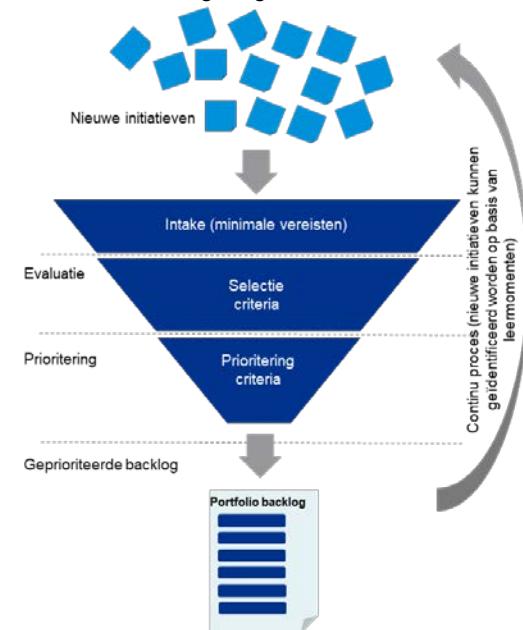 Nieuwe initiatieven
Intake (minimale vereisten)
Evaluatie
Selectie
criteria
Prioritering
Prioritering
criteria
Geprioriteerde backlog
Portfolio backlog
Continu proces (nieuwe initiatieven kunnen
geïdentificeerd worden op basis van
leermomenten)